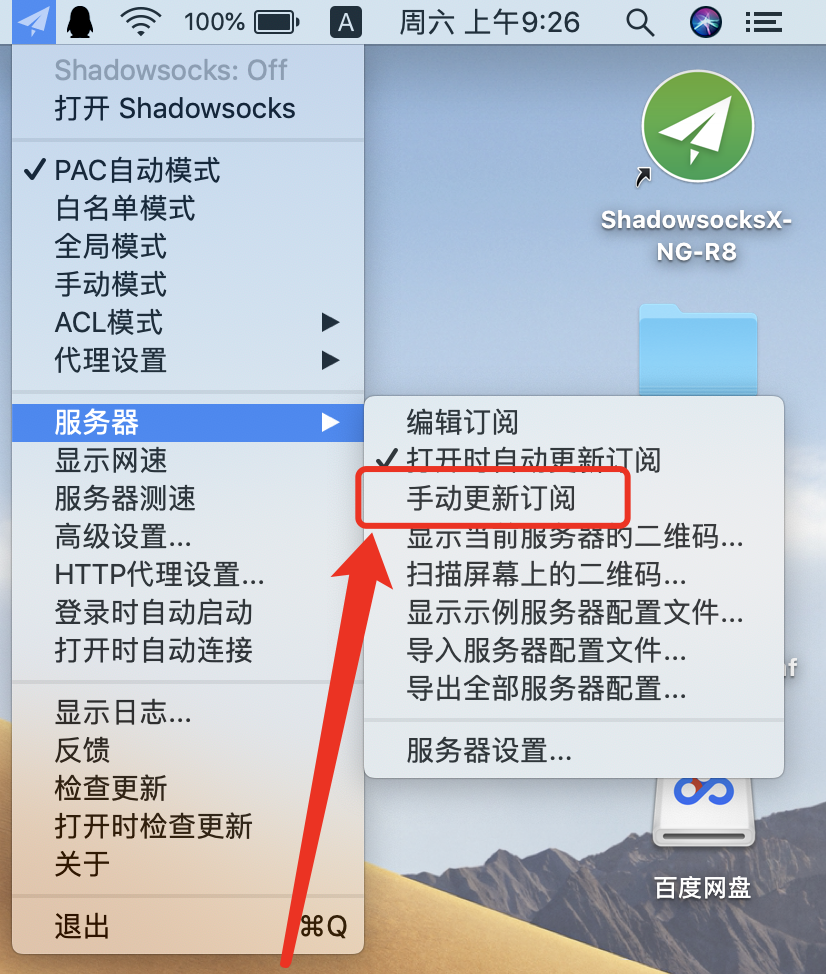 100% A 周六 上午9:26
Shadowsocks: Off
打开 Shadowsocks
PAC自动模式
白名单模式
全局模式
手动模式
ACL模式
代理设置
服务器
显示网速
服务器测速
高级设置...
HTTP代理设置...
登录时自动启动
打开时自动连接
显示日志...
反馈
检查更新
打开时检查更新
关于
退出 ⌘Q
编辑订阅
打开时自动更新订阅
手动更新订阅
显示当前服务器的二维码...
扫描屏幕上的二维码...
显示示例服务器配置文件...
导入服务器配置文件...
导出全部服务器配置...
服务器设置...
ShadowsocksX-
NG-R8
百度网盘